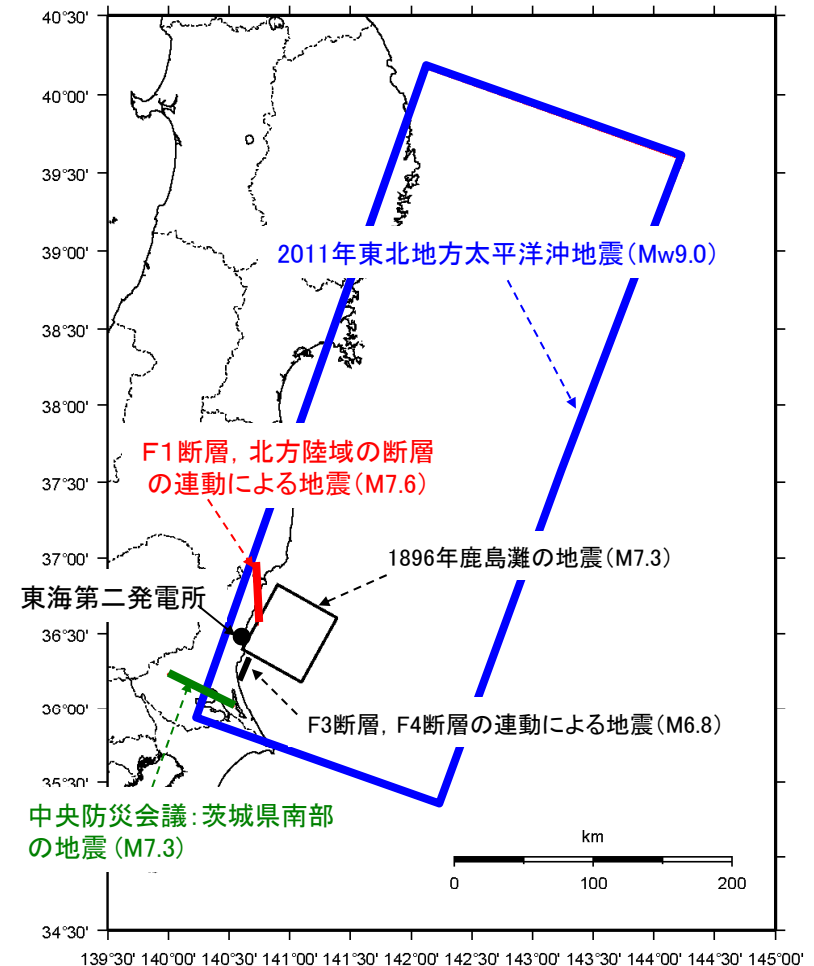 40°30'
40°00'
39°30'
39°00'
2011年東北地方太平洋沖地震(Mw9.0)
38°30'
38°00'
F1断層，北方陸域の断層
の連動による地震(M7.6)
37°30'
37°00'
1896年鹿島灘の地震(M7.3)
東海第二発電所
36°30'
36°00'
F3断層，F4断層の連動による地震(M6.8)
35°30'
中央防災会議：茨城県南部
の地震 (M7.3)
km
0 100 200
34°30'
139°30' 140°00' 140°30' 141°00' 141°30' 142°00' 142°30' 143°00' 143°30' 144°00' 144°30' 145°00'